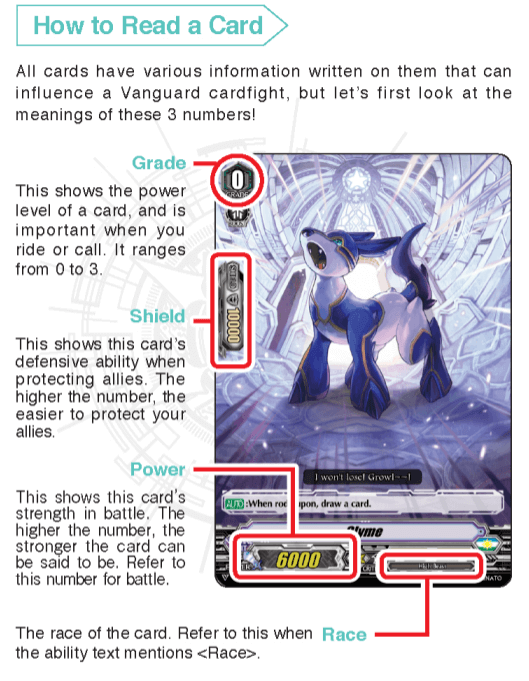 How to Read a Card
All cards have various information written on them that can
influence a Vanguard cardfight, but let's first look at the
meanings of these 3 numbers!
Grade
This shows the power
level of a card, and is
important when you
ride or call. It ranges
from 0 to 3.
0
GRADE
Shield
This shows this card's
defensive ability when
protecting allies. The
higher the number, the
easier to protect your
allies.
10000
Power
This shows this card's
strength in battle. The
higher the number, the
stronger the card can
be said to be. Refer to
this number for battle.
I won't lose! Growl~~!
AUTO:When rode upon, draw a card.
6000
The race of the card. Refer to this when
the ability text mentions <Race>.
Race